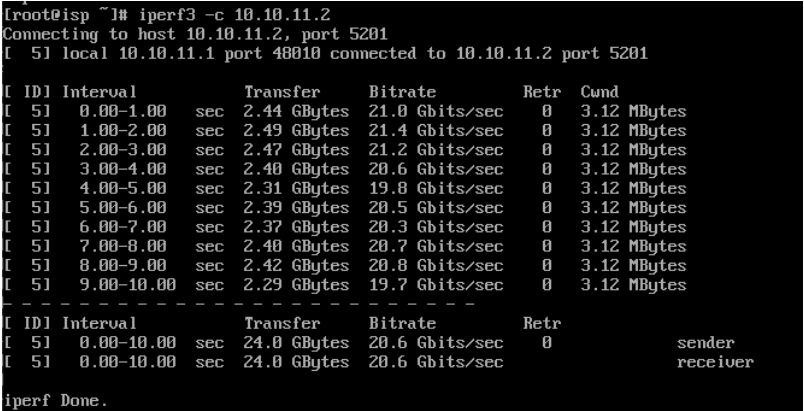 [root@isp ~]# iperf3 -c 10.10.11.2
Connecting to host 10.10.11.2, port 5201
[  5] local 10.10.11.1 port 48010 connected to 10.10.11.2 port 5201
[ ID] Interval           Transfer     Bitrate         Retr  Cwnd
[  5]   0.00-1.00   sec  2.44 GBytes  21.0 Gbits/sec    0   3.12 MBytes
[  5]   1.00-2.00   sec  2.49 GBytes  21.4 Gbits/sec    0   3.12 MBytes
[  5]   2.00-3.00   sec  2.47 GBytes  21.2 Gbits/sec    0   3.12 MBytes
[  5]   3.00-4.00   sec  2.40 GBytes  20.6 Gbits/sec    0   3.12 MBytes
[  5]   4.00-5.00   sec  2.31 GBytes  19.8 Gbits/sec    0   3.12 MBytes
[  5]   5.00-6.00   sec  2.39 GBytes  20.5 Gbits/sec    0   3.12 MBytes
[  5]   6.00-7.00   sec  2.37 GBytes  20.3 Gbits/sec    0   3.12 MBytes
[  5]   7.00-8.00   sec  2.40 GBytes  20.7 Gbits/sec    0   3.12 MBytes
[  5]   8.00-9.00   sec  2.42 GBytes  20.8 Gbits/sec    0   3.12 MBytes
[  5]   9.00-10.00  sec  2.29 GBytes  19.7 Gbits/sec    0   3.12 MBytes
- - - - - - - - - - - - - - - - - - - - - - - - -
[ ID] Interval           Transfer     Bitrate         Retr
[  5]   0.00-10.00  sec  24.0 GBytes  20.6 Gbits/sec    0             sender
[  5]   0.00-10.00  sec  24.0 GBytes  20.6 Gbits/sec                  receiver
iperf Done.